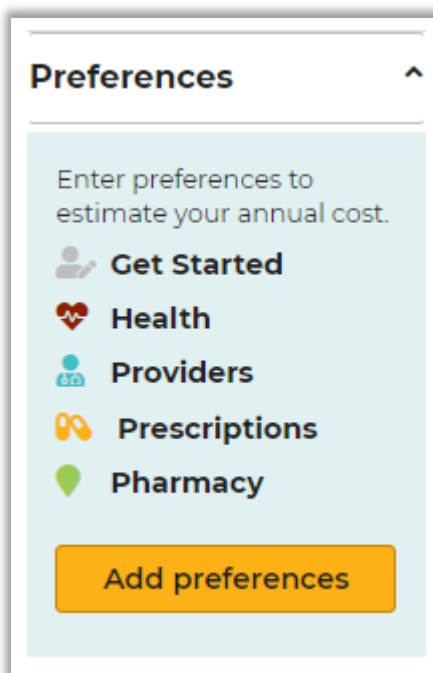 Preferences
Enter preferences to
estimate your annual cost.
Get Started
Health
Providers
Prescriptions
Pharmacy
Add preferences